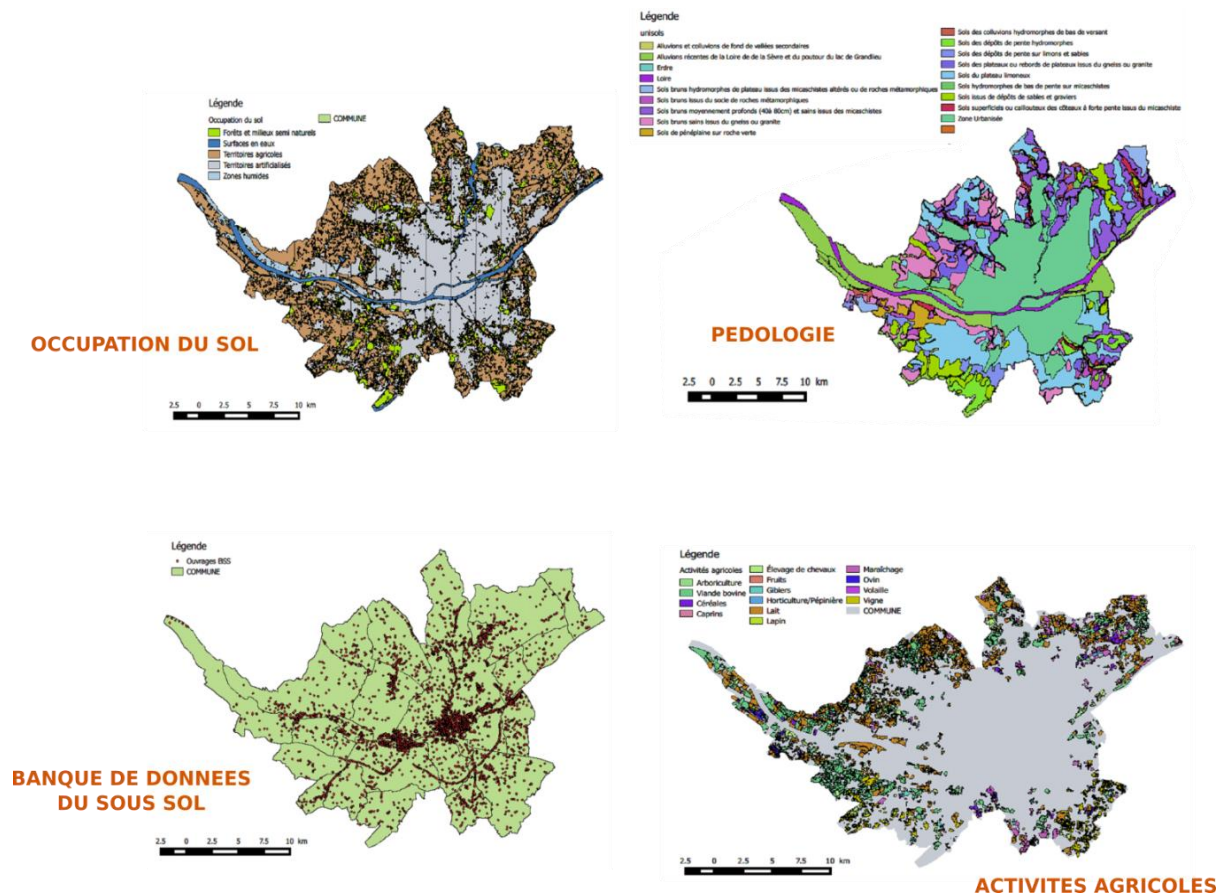 Légende
Occupation du sol
Forêts et milieux semi naturels
Surfaces en eaux
Territoires agricoles
Territoires artificialisés
Zones humides
COMMUNE
2.5 0 2.5 5 7.5 10 km
OCCUPATION DU SOL
Légende
unisols
Alluvions et colluvions de fond de vallées secondaires
Alluvions récentes de la Loire de de la Sèvre et du poutour du lac de Grandlieu
Erdre
Loire
Sols bruns hydromorphes de plateau issus des micaschistes altérés ou de roches métamorphiques
Sols bruns issus du socle de roches métamorphiques
Sols bruns moyennement profonds (40à 80cm) et sains issus des micaschistes
Sols bruns sains issus du gneiss ou granite
Sols de pénéplaine sur roche verte
Sols des colluvions hydromorphes de bas de versant
Sols des dépôts de pente hydromorphes
Sols des dépôts de pente sur limons et sables
Sols des plateaux ou rebords de plateaux issus du gneiss ou granite
Sols du plateau limoneux
Sols hydromorphes de bas de pente sur micaschistes
Sols issus de dépôts de sables et graviers
Sols superficiels ou caillouteux des côteaux à forte pente issus du micaschiste
Zone Urbanisée
PEDOLOGIE
2.5 0 2.5 5 7.5 10 km
Légende
Ouvrages BSS
COMMUNE
BANQUE DE DONNEES
DU SOUS SOL
2.5 0 2.5 5 7.5 10 km
Légende
Activités agricoles
Arboriculture
Viande bovine
Céréales
Caprins
Élevage de chevaux
Fruits
Gibiers
Horticulture/Pépinière
Lait
Lapin
Maraîchage
Ovin
Volaille
Vigne
COMMUNE
2.5 0 2.5 5 7.5 10 km
ACTIVITES AGRICOLES